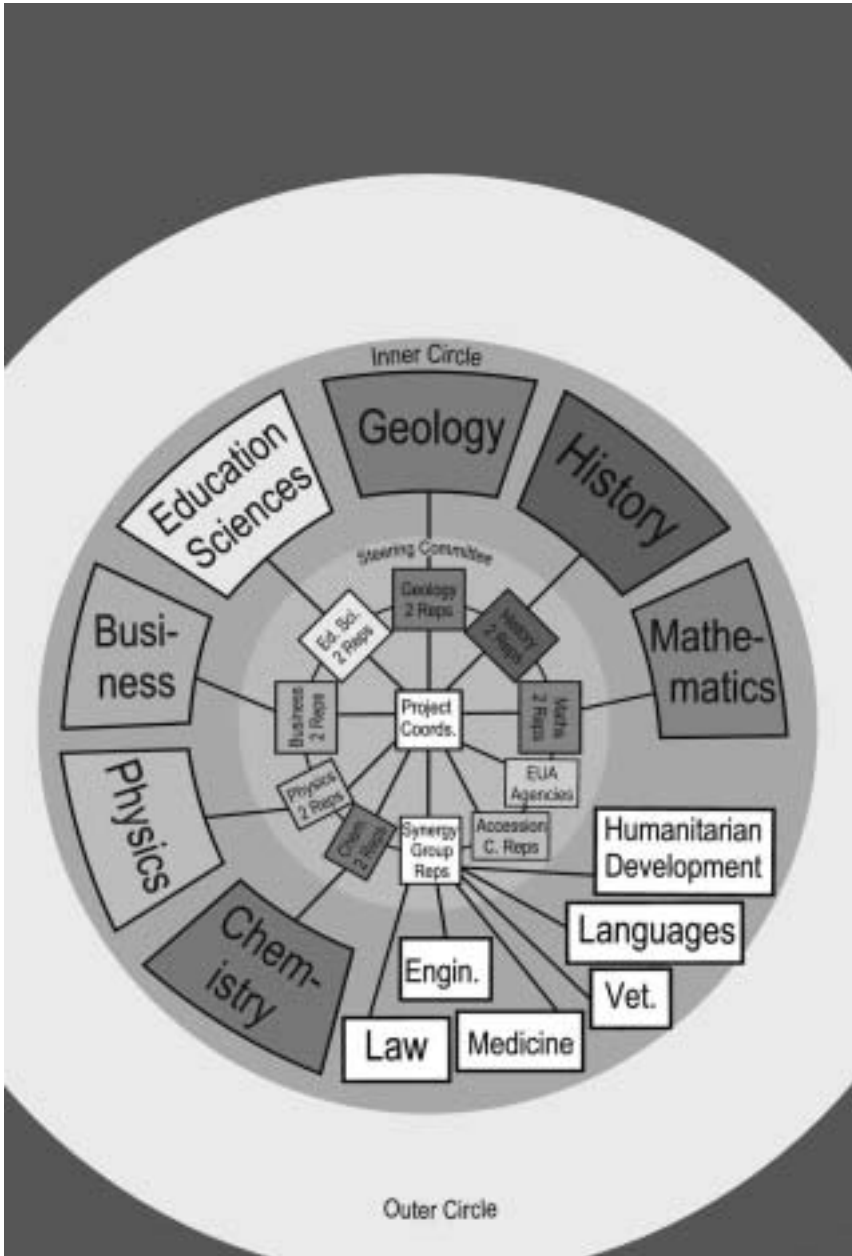 Inner Circle
Geology
History
Education
Sciences
Mathe-
matics
Busi-
ness
Physics
Chem-
istry
Steering Committee
Geology
2 Reps
History
2 Reps
Ed. Sci.
2 Reps
Maths
2 Reps
Business
2 Reps
Project
Coords.
Physics
2 Reps
EUA
Agencies
Chem
2 Reps
Synergy
Group
Reps
Accession
C. Reps
Humanitarian
Development
Languages
Vet.
Engin.
Law
Medicine
Outer Circle